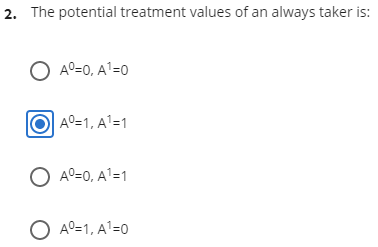 2. The potential treatment values of an always taker is:
A⁰=0, A¹=0
A⁰=1, A¹=1
A⁰=0, A¹=1
A⁰=1, A¹=0